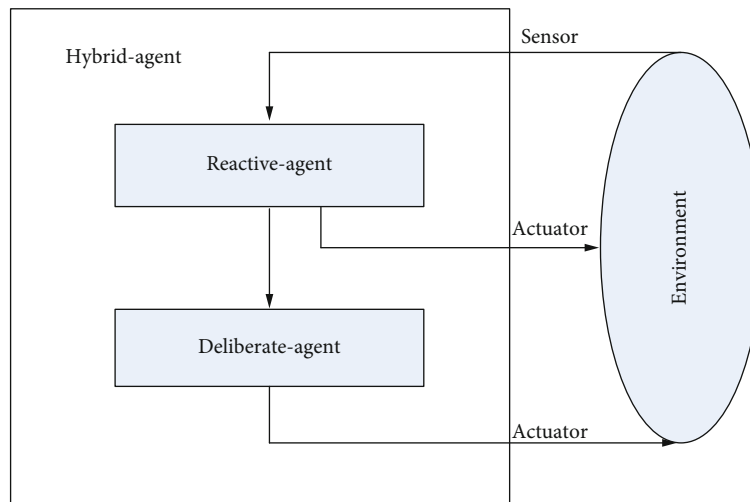 Sensor
Hybrid-agent
Reactive-agent
Actuator
Environment
Deliberate-agent
Actuator